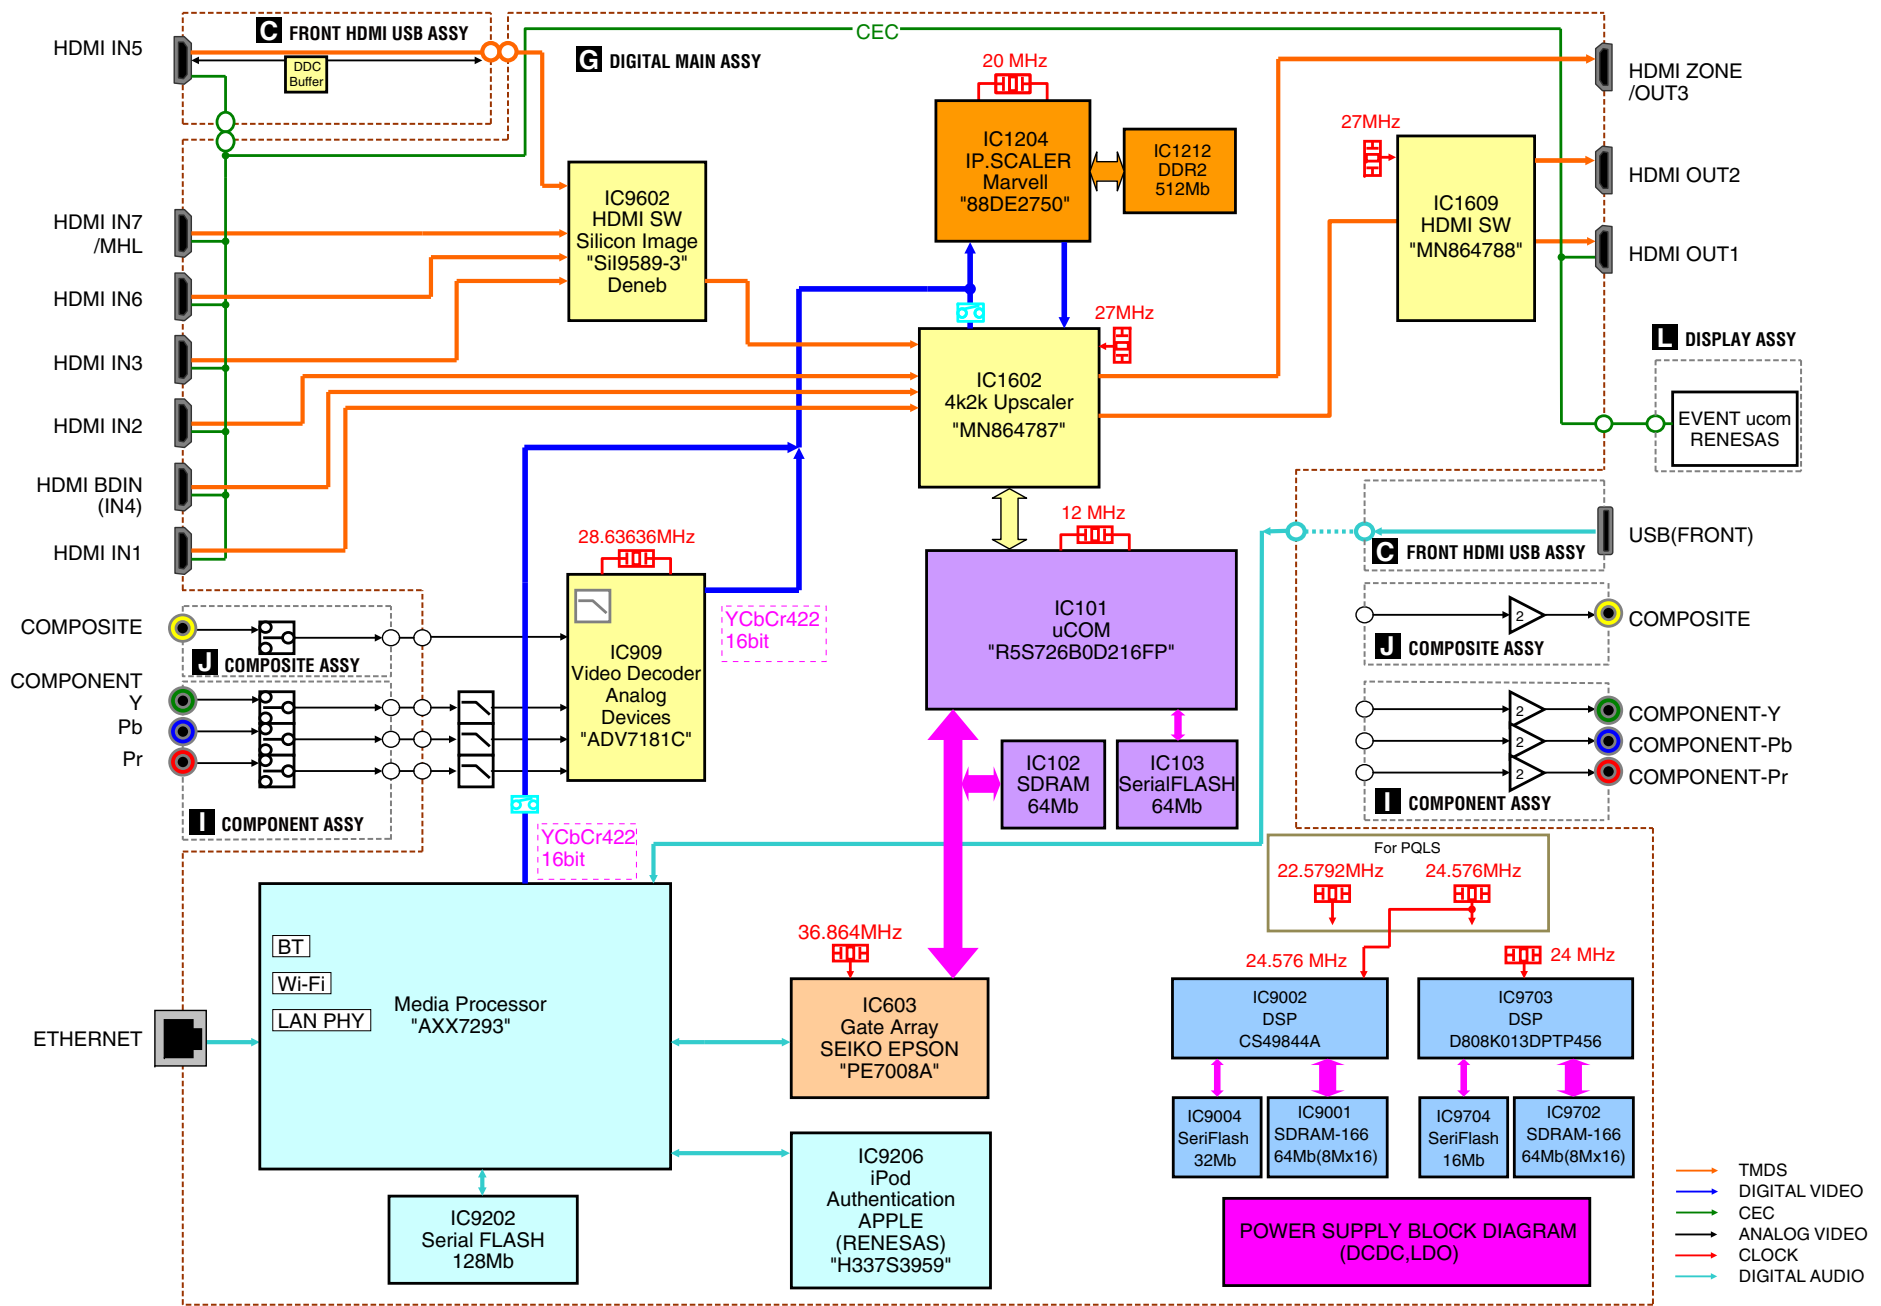 HDMI IN5
C FRONT HDMI USB ASSY
DDC
Buffer
G DIGITAL MAIN ASSY
CEC
HDMI ZONE
/OUT3
20 MHz
IC1204
IP.SCALER
Marvell
"88DE2750"
IC1212
DDR2
512Mb
27MHz
IC1609
HDMI SW
"MN864788"
HDMI OUT2
HDMI OUT1
IC9602
HDMI SW
Silicon Image
"SiI9589-3"
Deneb
HDMI IN7
/MHL
HDMI IN6
HDMI IN3
HDMI IN2
HDMI BDIN
(IN4)
HDMI IN1
27MHz
IC1602
4k2k Upscaler
"MN864787"
L DISPLAY ASSY
EVENT ucom
RENESAS
28.63636MHz
12 MHz
USB(FRONT)
C FRONT HDMI USB ASSY
COMPOSITE
J COMPOSITE ASSY
COMPONENT
Y
Pb
Pr
I COMPONENT ASSY
IC909
Video Decoder
Analog
Devices
"ADV7181C"
YCbCr422
16bit
IC101
uCOM
"R5S726B0D216FP"
2
COMPOSITE
J COMPOSITE ASSY
2
COMPONENT-Y
2
COMPONENT-Pb
2
COMPONENT-Pr
I COMPONENT ASSY
IC102
SDRAM
64Mb
IC103
SerialFLASH
64Mb
YCbCr422
16bit
For PQLS
22.5792MHz
24.576MHz
BT
Wi-Fi
LAN PHY
Media Processor
"AXX7293"
ETHERNET
36.864MHz
IC603
Gate Array
SEIKO EPSON
"PE7008A"
24.576 MHz
24 MHz
IC9002
DSP
CS49844A
IC9703
DSP
D808K013DPTP456
IC9004
SeriFlash
32Mb
IC9001
SDRAM-166
64Mb(8Mx16)
IC9704
SeriFlash
16Mb
IC9702
SDRAM-166
64Mb(8Mx16)
IC9202
Serial FLASH
128Mb
IC9206
iPod
Authentication
APPLE
(RENESAS)
"H337S3959"
POWER SUPPLY BLOCK DIAGRAM
(DCDC,LDO)
TMDS
DIGITAL VIDEO
CEC
ANALOG VIDEO
CLOCK
DIGITAL AUDIO